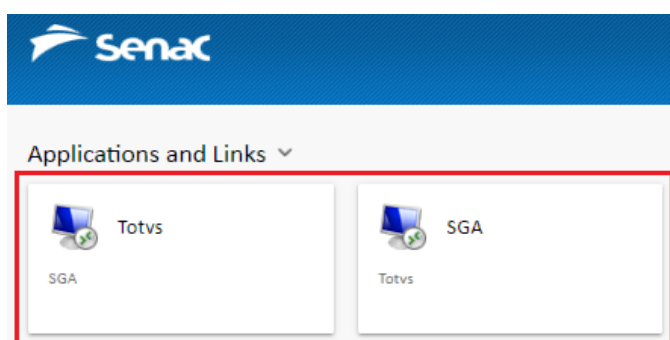 Senac
Applications and Links
Totvs
SGA
SGA
Totvs